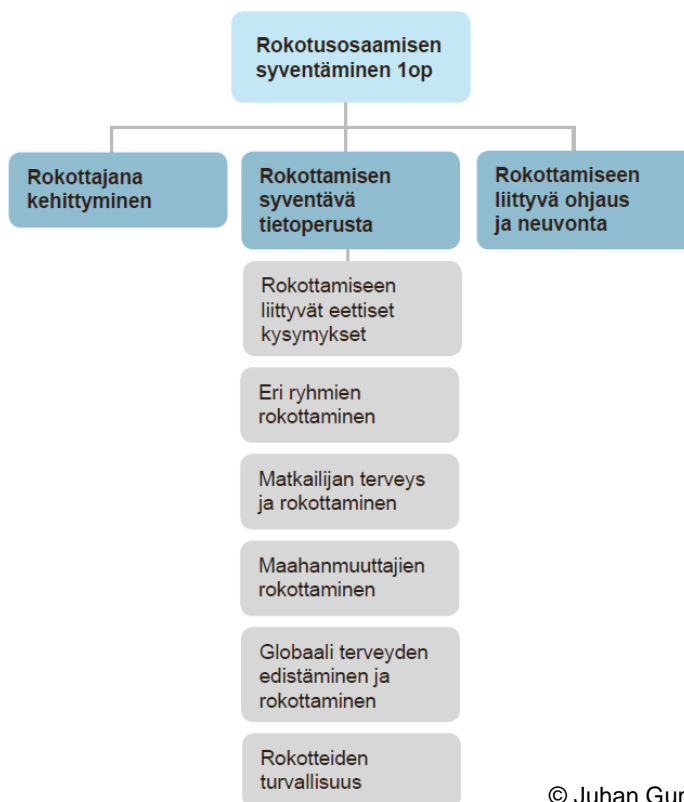 Rokotusosaamisen
syventäminen 1op
Rokottajana
kehittyminen
Rokottamisen
syventävä
tietoperusta
Rokottamiseen
liittyvä ohjaus
ja neuvonta
Rokottamiseen
liittyvät eettiset
kysymykset
Eri ryhmien
rokottaminen
Matkailijan terveys
ja rokottaminen
Maahanmuuttajien
rokottaminen
Globaali terveyden
edistäminen ja
rokottaminen
Rokotteiden
turvallisuus
© Juhan Gur